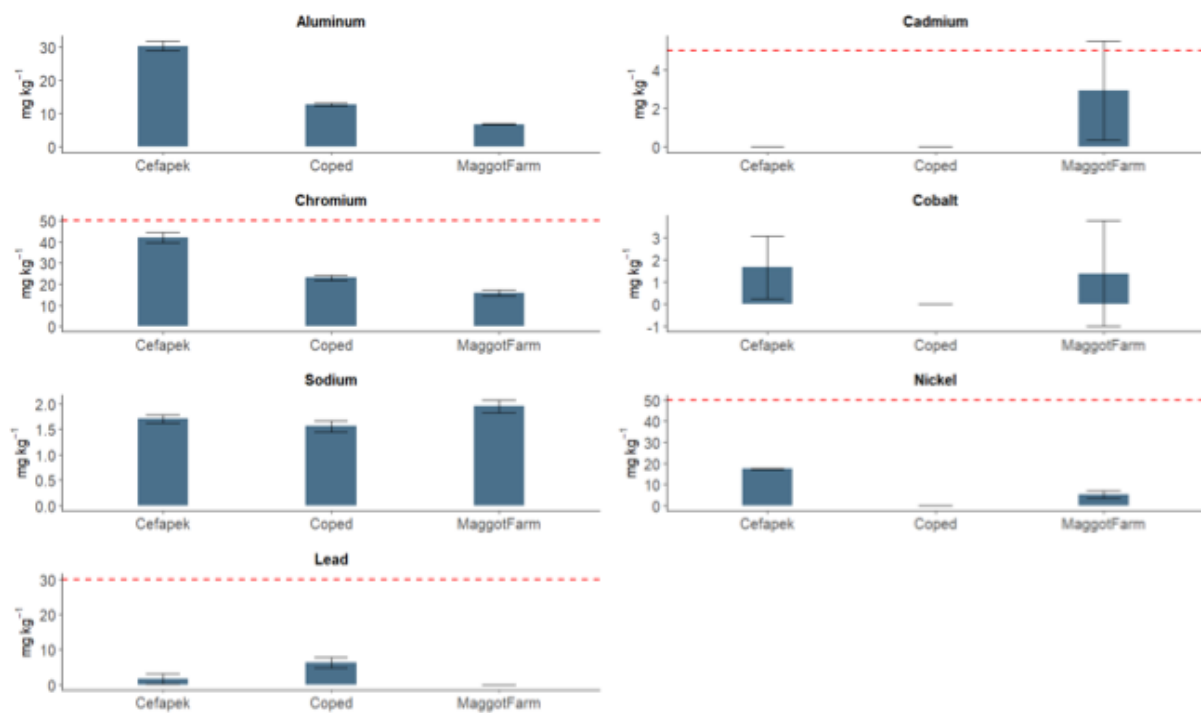 Aluminum
mg kg⁻¹
30
20
10
0
Cefapek Coped MaggotFarm
Cadmium
mg kg⁻¹
4
2
0
Cefapek Coped MaggotFarm
Chromium
mg kg⁻¹
50
40
30
20
10
0
Cefapek Coped MaggotFarm
Cobalt
mg kg⁻¹
3
2
1
0
-1
Cefapek Coped MaggotFarm
Sodium
mg kg⁻¹
2.0
1.5
1.0
0.5
0.0
Cefapek Coped MaggotFarm
Nickel
mg kg⁻¹
50
40
30
20
10
0
Cefapek Coped MaggotFarm
Lead
mg kg⁻¹
30
20
10
0
Cefapek Coped MaggotFarm